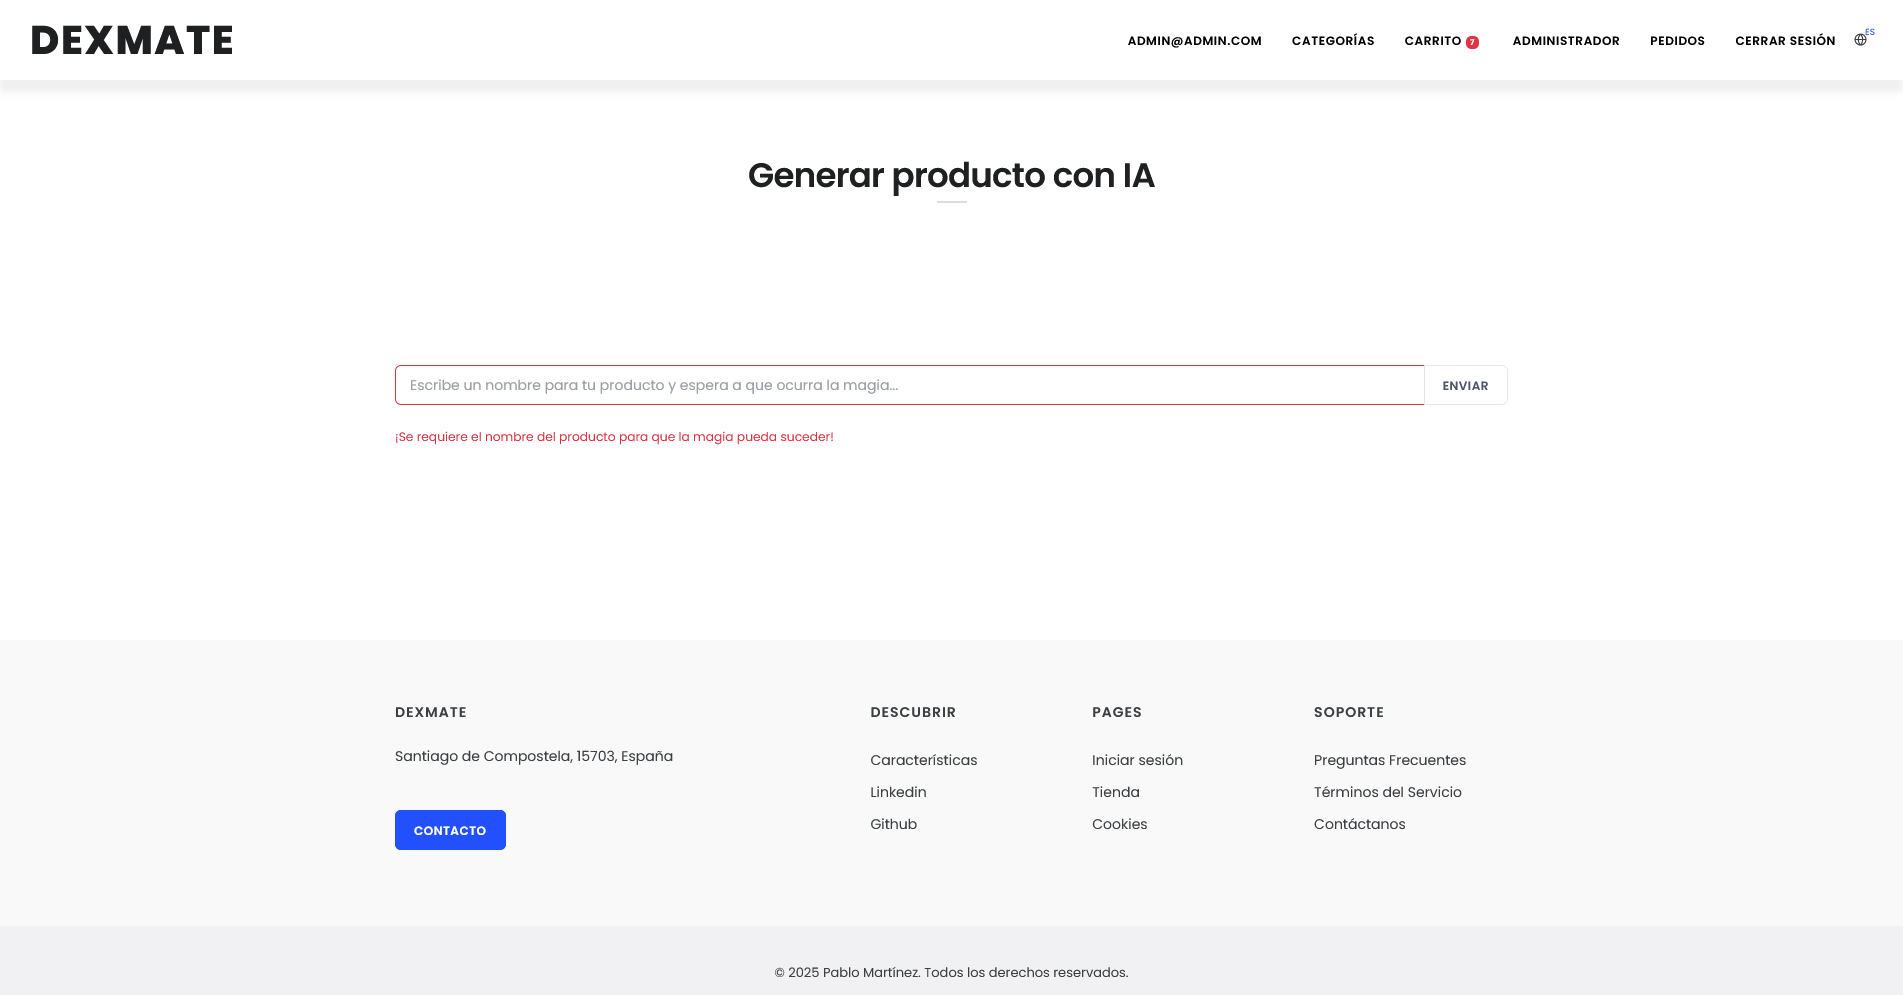 DEXMATE
ADMIN@ADMIN.COM CATEGORÍAS CARRITO 7 ADMINISTRADOR PEDIDOS CERRAR SESIÓN ES
Generar producto con IA
Escribe un nombre para tu producto y espera a que ocurra la magia... ENVIAR
¡Se requiere el nombre del producto para que la magia pueda suceder!
DEXMATE
Santiago de Compostela, 15703, España
CONTACTO
DESCUBRIR
Características
Linkedin
Github
PAGES
Iniciar sesión
Tienda
Cookies
SOPORTE
Preguntas Frecuentes
Términos del Servicio
Contáctanos
© 2025 Pablo Martínez. Todos los derechos reservados.